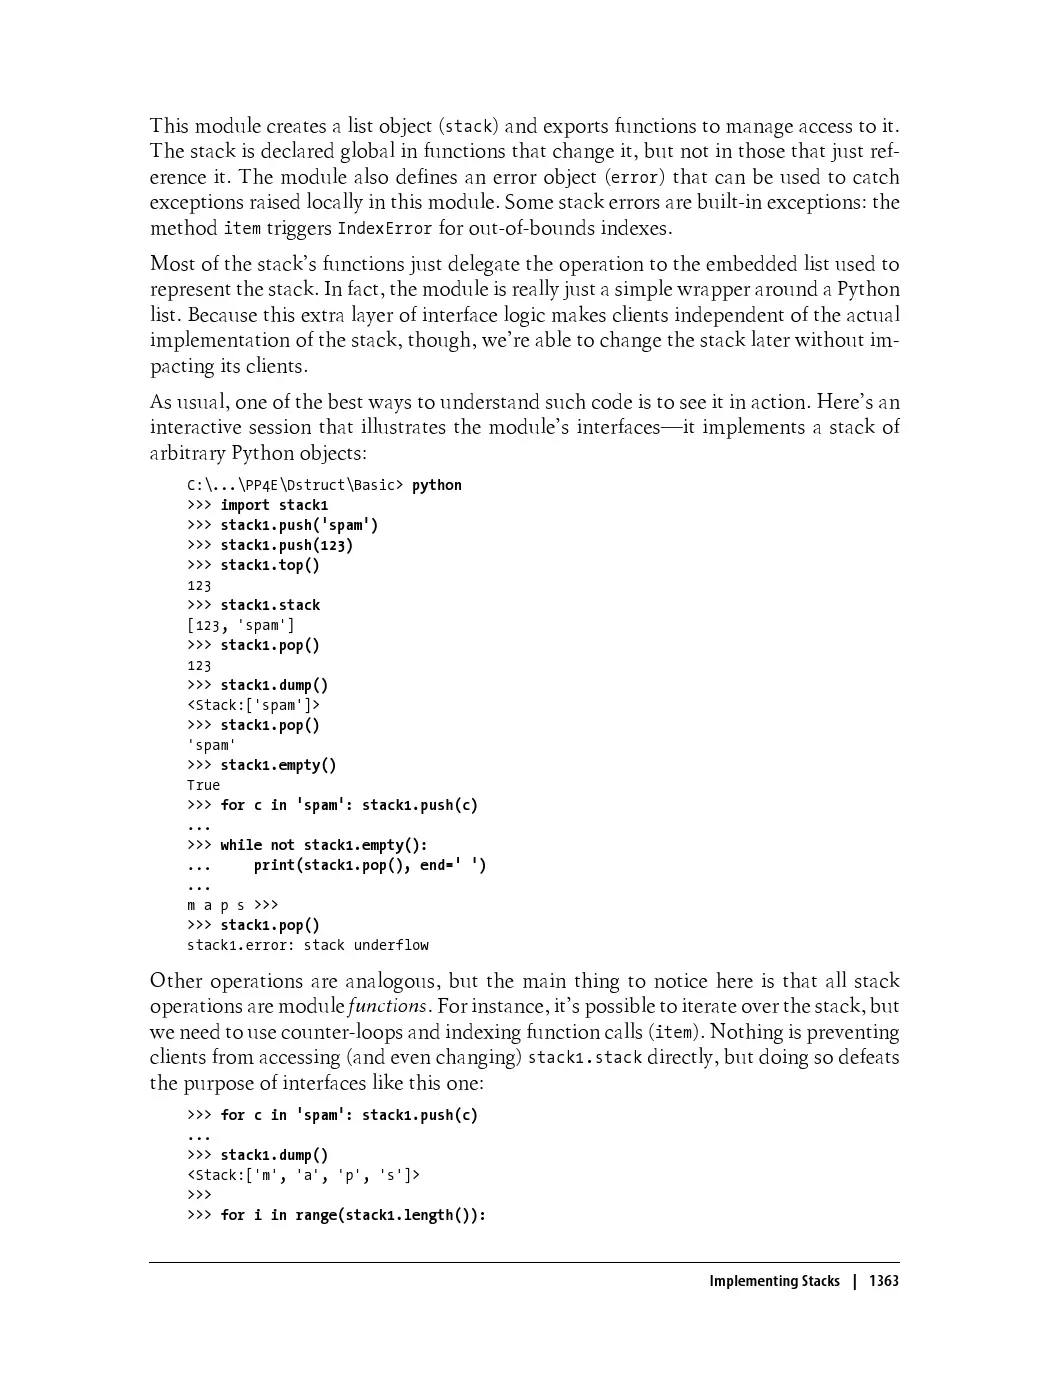 This module creates a list object (stack) and exports functions to manage access to it.
The stack is declared global in functions that change it, but not in those that just ref-
erence it. The module also defines an error object (error) that can be used to catch
exceptions raised locally in this module. Some stack errors are built-in exceptions: the
method item triggers IndexError for out-of-bounds indexes.
Most of the stack’s functions just delegate the operation to the embedded list used to
represent the stack. In fact, the module is really just a simple wrapper around a Python
list. Because this extra layer of interface logic makes clients independent of the actual
implementation of the stack, though, we’re able to change the stack later without im-
pacting its clients.
As usual, one of the best ways to understand such code is to see it in action. Here’s an
interactive session that illustrates the module’s interfaces—it implements a stack of
arbitrary Python objects:
C:\...\PP4E\Dstruct\Basic> python
>>> import stack1
>>> stack1.push('spam')
>>> stack1.push(123)
>>> stack1.top()
123
>>> stack1.stack
[123, 'spam']
>>> stack1.pop()
123
>>> stack1.dump()
<Stack:['spam']>
>>> stack1.pop()
'spam'
>>> stack1.empty()
True
>>> for c in 'spam': stack1.push(c)
...
>>> while not stack1.empty():
...     print(stack1.pop(), end=' ')
...
m a p s >>>
>>> stack1.pop()
stack1.error: stack underflow
Other operations are analogous, but the main thing to notice here is that all stack
operations are module functions. For instance, it’s possible to iterate over the stack, but
we need to use counter-loops and indexing function calls (item). Nothing is preventing
clients from accessing (and even changing) stack1.stack directly, but doing so defeats
the purpose of interfaces like this one:
>>> for c in 'spam': stack1.push(c)
...
>>> stack1.dump()
<Stack:['m', 'a', 'p', 's']>
>>>
>>> for i in range(stack1.length()):
Implementing Stacks | 1363